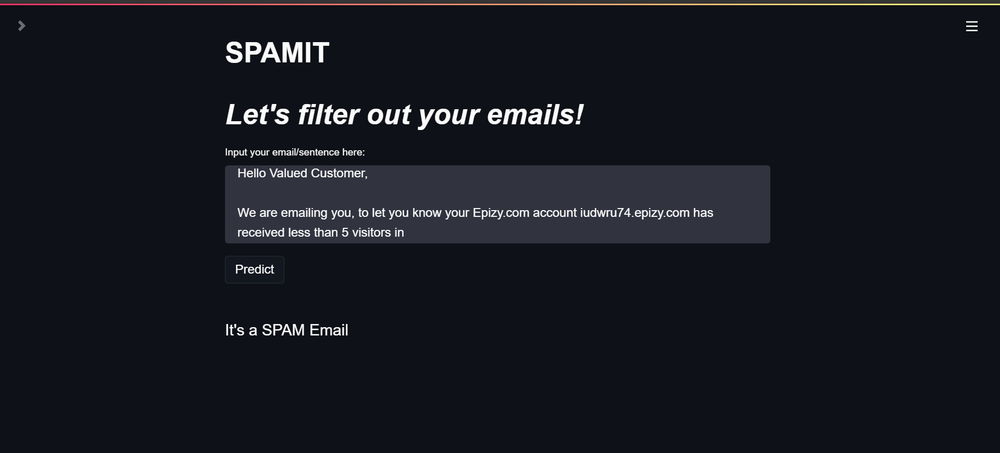 SPAMIT
Let's filter out your emails!
Input your email/sentence here:
Hello Valued Customer,
We are emailing you, to let you know your Epizy.com account iudwru74.epizy.com has
received less than 5 visitors in
Predict
It's a SPAM Email